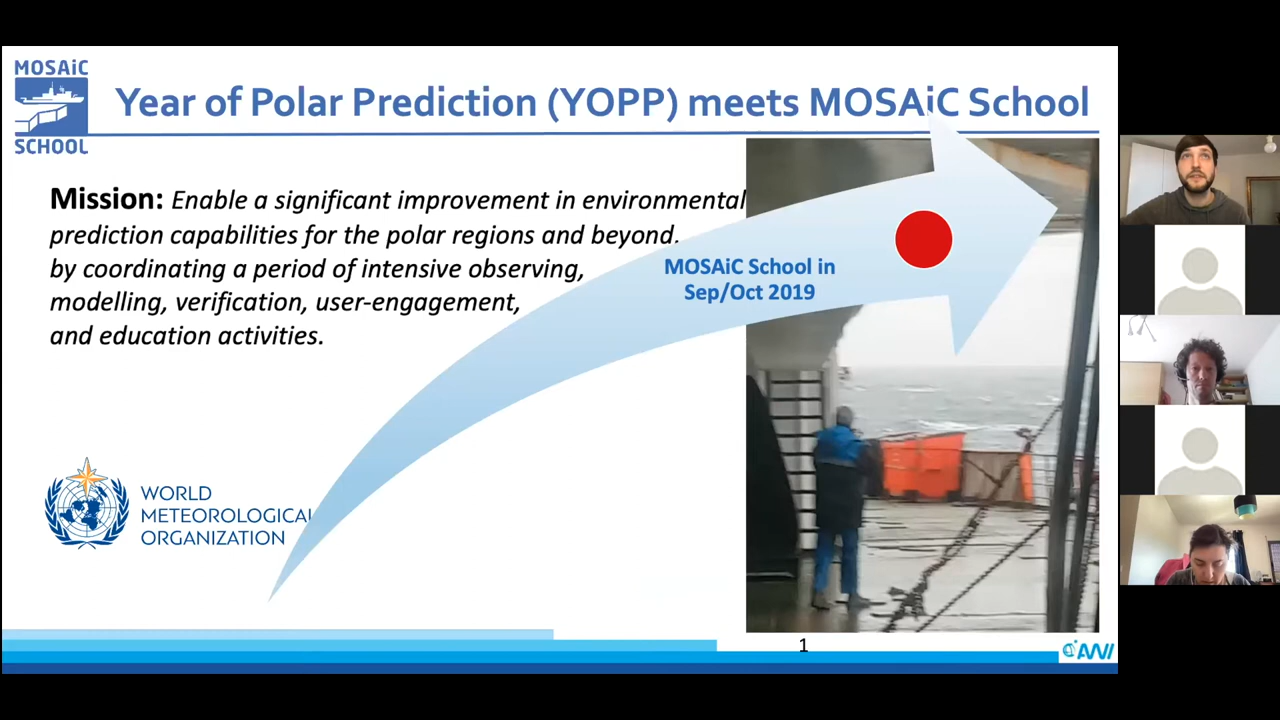 MOSAiC
SCHOOL
Year of Polar Prediction (YOPP) meets MOSAiC School
Mission: Enable a significant improvement in environmental
prediction capabilities for the polar regions and beyond,
by coordinating a period of intensive observing,
modelling, verification, user-engagement,
and education activities.
MOSAiC School in
Sep/Oct 2019
WORLD
METEOROLOGICAL
ORGANIZATION
1
AWI